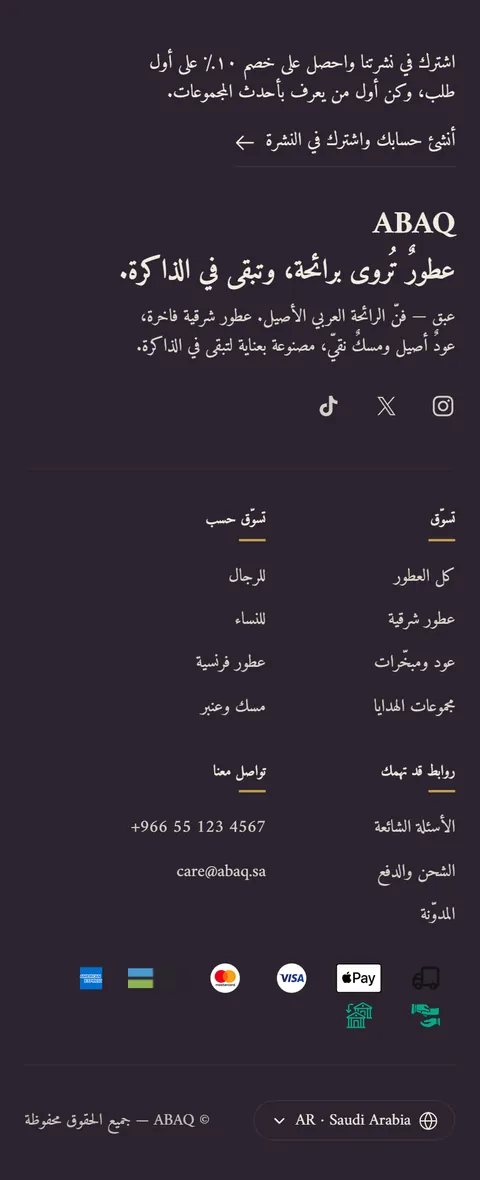 اشترك في نشرتنا واحصل على خصم ١٠٪ على أول
طلب، وكن أول من يعرف بأحدث المجموعات.
أنشئ حسابك واشترك في النشرة ←
ABAQ
عطورٌ تُروى برائحة، وتبقى في الذاكرة.
عبق — فنّ الرائحة العربي الأصيل. عطور شرقية فاخرة،
عودٌ أصيل ومسكٌ نقيّ، مصنوعة بعناية لتبقى في الذاكرة.
تسوّق
كل العطور
عطور شرقية
عود ومبخّرات
مجموعات الهدايا
تسوّق حسب
للرجال
للنساء
عطور فرنسية
مسك وعنبر
روابط قد تهمك
الأسئلة الشائعة
الشحن والدفع
المدوّنة
تواصل معنا
+966 55 123 4567
care@abaq.sa
Pay
VISA
mastercard
AMERICAN EXPRESS
AR · Saudi Arabia
© ABAQ — جميع الحقوق محفوظة